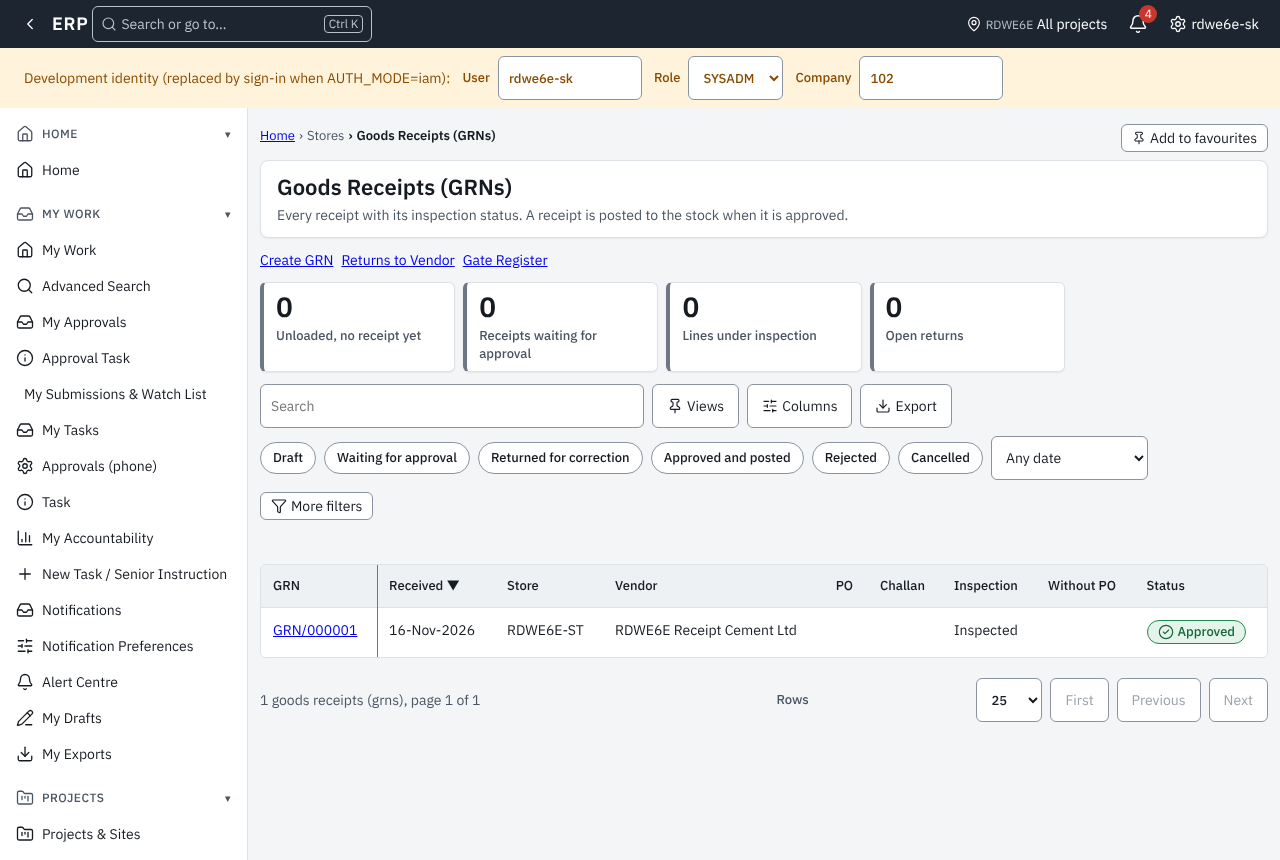 ERP
Search or go to...
Ctrl K
RDWE6E All projects
4
rdwe6e-sk
Development identity (replaced by sign-in when AUTH_MODE=iam):
User
rdwe6e-sk
Role
SYSADM
Company
102
HOME
Home
MY WORK
My Work
Advanced Search
My Approvals
Approval Task
My Submissions & Watch List
My Tasks
Approvals (phone)
Task
My Accountability
New Task / Senior Instruction
Notifications
Notification Preferences
Alert Centre
My Drafts
My Exports
PROJECTS
Projects & Sites
Home › Stores › Goods Receipts (GRNs)
Add to favourites
Goods Receipts (GRNs)
Every receipt with its inspection status. A receipt is posted to the stock when it is approved.
Create GRN Returns to Vendor Gate Register
0
Unloaded, no receipt yet
0
Receipts waiting for
approval
0
Lines under inspection
0
Open returns
Search
Views
Columns
Export
Draft
Waiting for approval
Returned for correction
Approved and posted
Rejected
Cancelled
Any date
More filters
GRN Received ▼ Store Vendor PO Challan Inspection Without PO Status
GRN/000001 16-Nov-2026 RDWE6E-ST RDWE6E Receipt Cement Ltd Inspected Approved
1 goods receipts (grns), page 1 of 1
Rows
25
First
Previous
Next